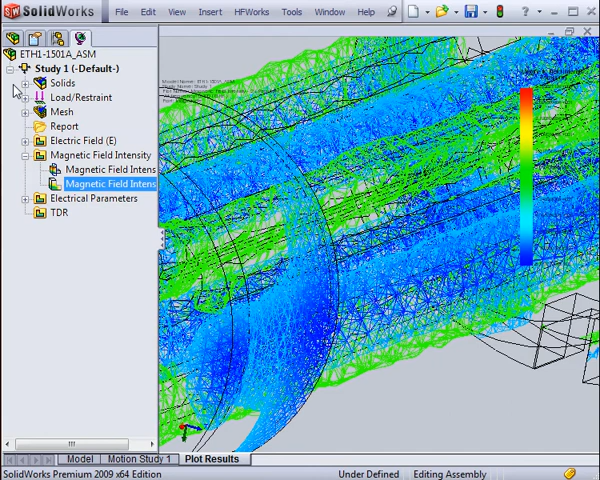 SolidWorks File Edit View Insert HFWorks Tools Window Help
ETH1-1501A_ASM
Study 1 (-Default-)
Solids
Load/Restraint
Mesh
Report
Electric Field (E)
Magnetic Field Intensity
Magnetic Field Intens
Magnetic Field Intens
Electrical Parameters
TDR
Model Motion Study 1 Plot Results
SolidWorks Premium 2009 x64 Edition Under Defined Editing Assembly